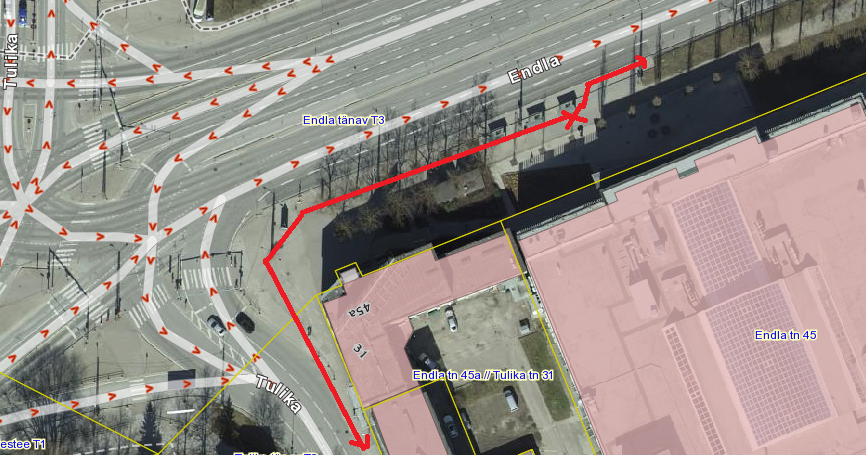 Tulika
Endla
Endla tänav T3
45a
31
Endla tn 45
Endla tn 45a // Tulika tn 31
Tulika
estee T1